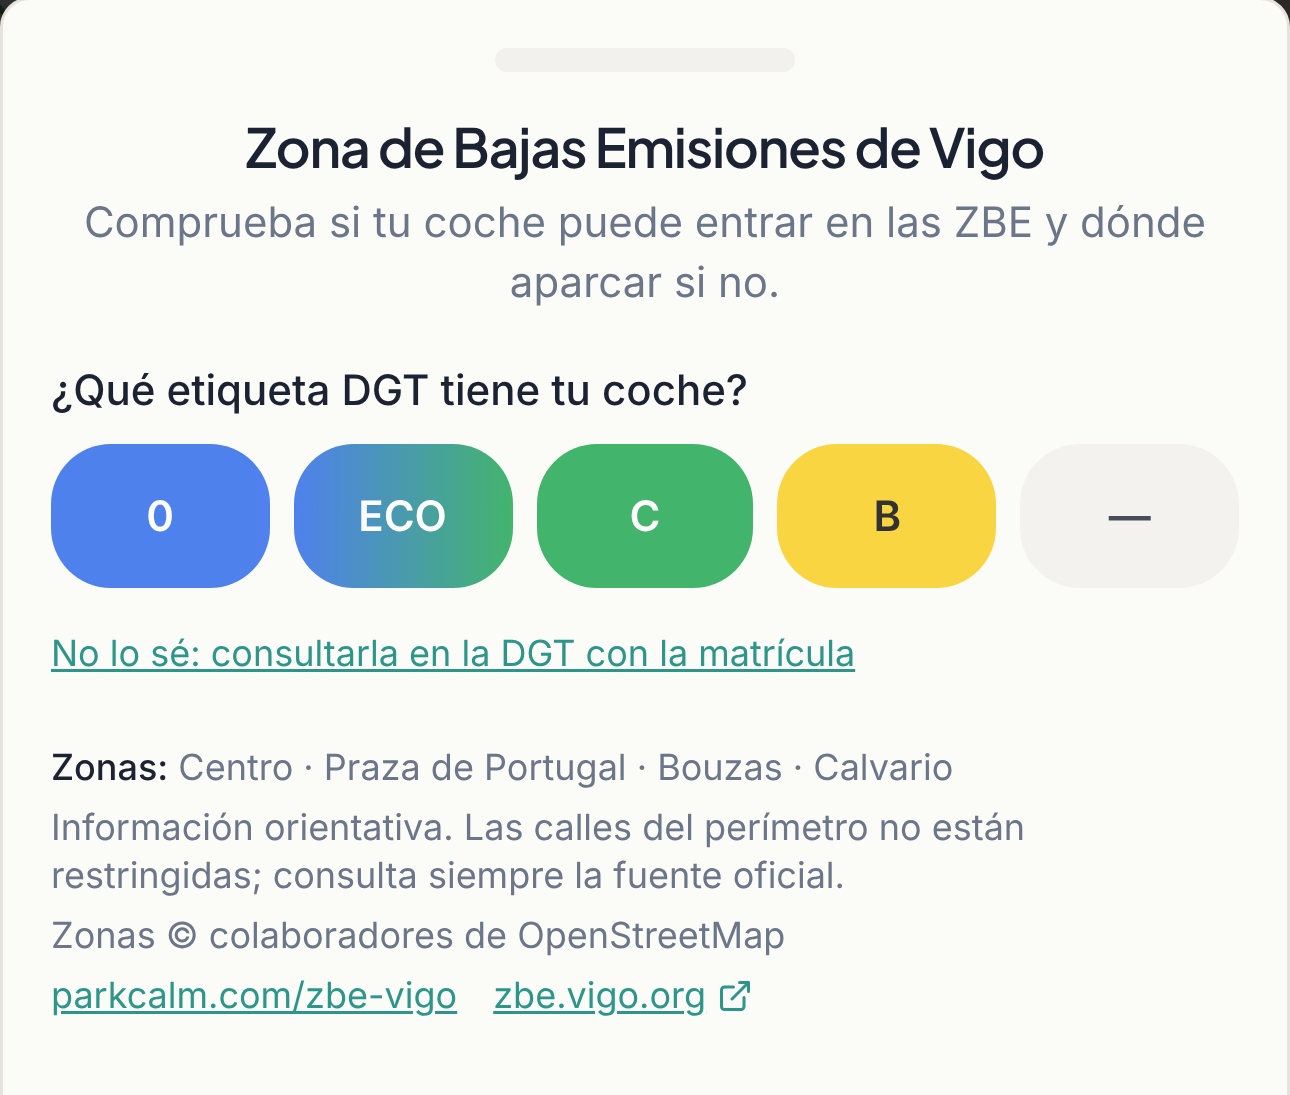 Zona de Bajas Emisiones de Vigo
Comprueba si tu coche puede entrar en las ZBE y dónde
aparcar si no.
¿Qué etiqueta DGT tiene tu coche?
0
ECO
C
B
—
No lo sé: consultarla en la DGT con la matrícula
Zonas: Centro · Praza de Portugal · Bouzas · Calvario
Información orientativa. Las calles del perímetro no están
restringidas; consulta siempre la fuente oficial.
Zonas © colaboradores de OpenStreetMap
parkcalm.com/zbe-vigo zbe.vigo.org